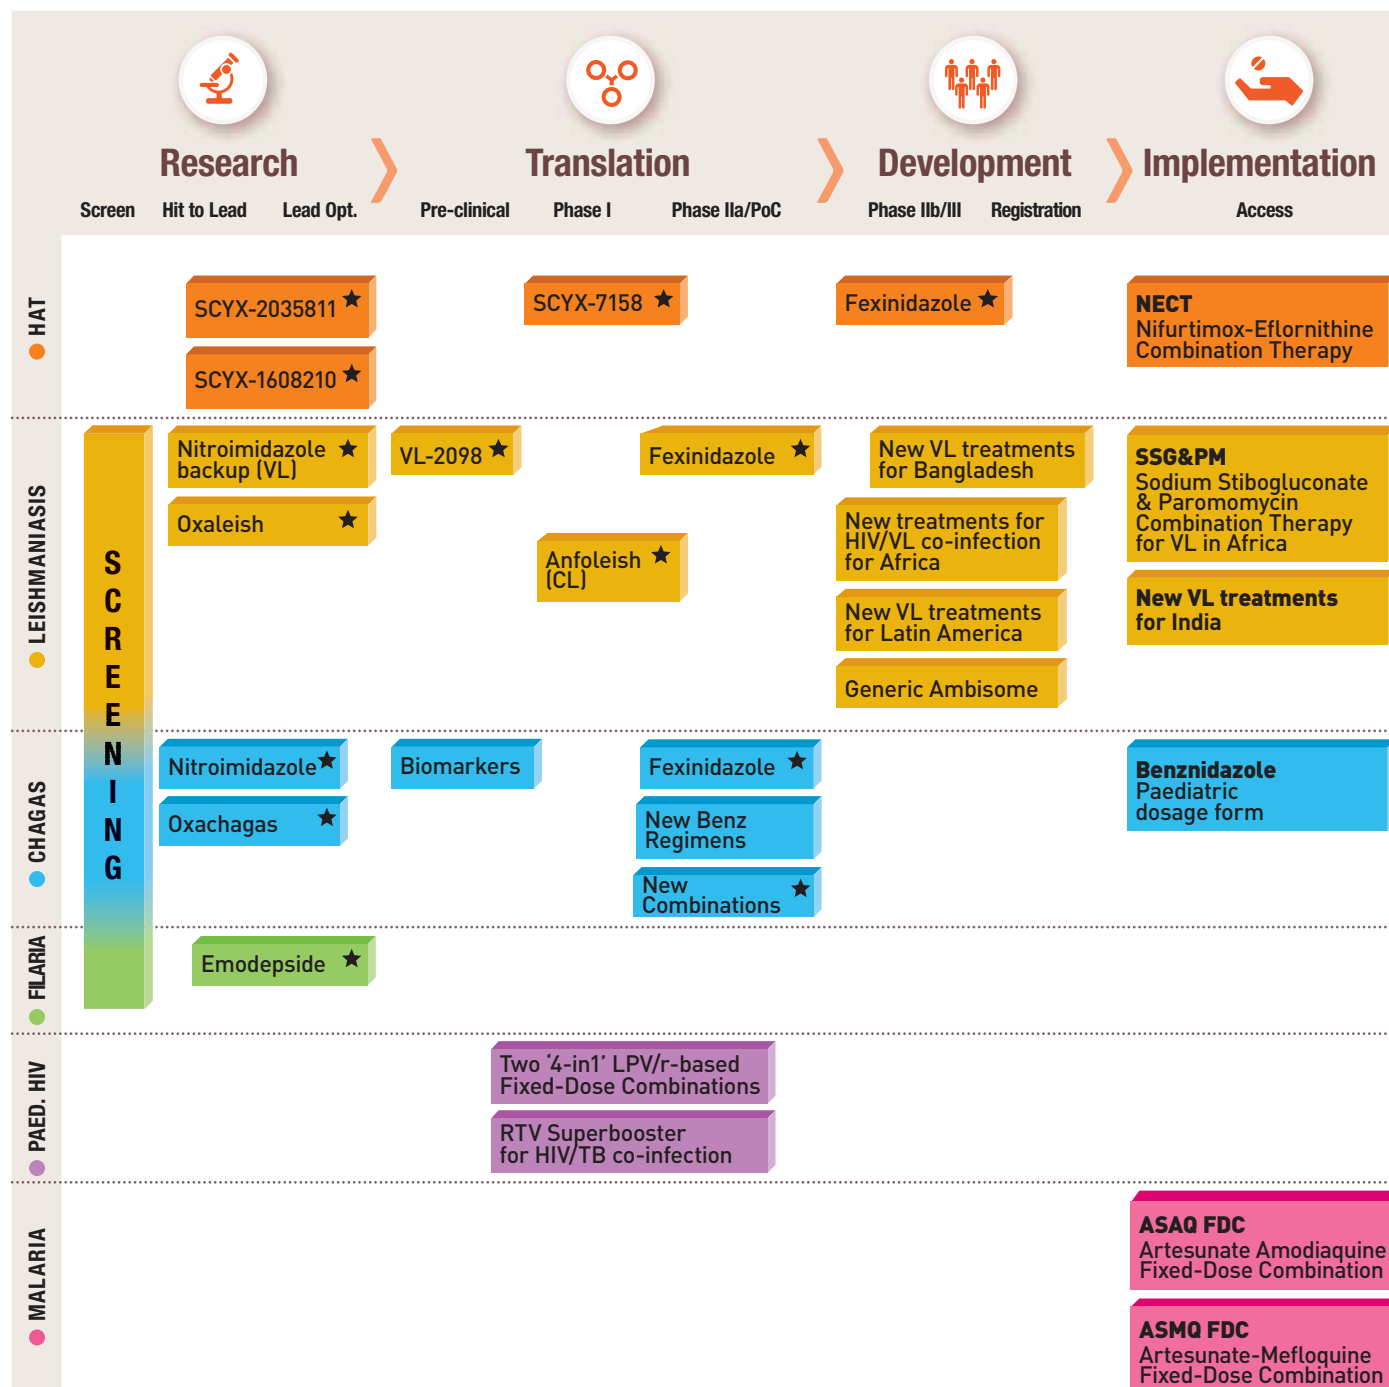 Research
Translation
Development
Implementation
Screen
Hit to Lead
Lead Opt.
Pre-clinical
Phase I
Phase IIa/PoC
Phase IIb/III
Registration
Access
HAT
SCYX-2035811
SCYX-1608210
SCYX-7158
Fexinidazole
NECT
Nifurtimox-Eflornithine
Combination Therapy
LEISHMANIASIS
SCREENING
Nitroimidazole
backup (VL)
Oxaleish
VL-2098
Anfoleish
(CL)
Fexinidazole
New VL treatments
for Bangladesh
New treatments for
HIV/VL co-infection
for Africa
New VL treatments
for Latin America
Generic Ambisome
SSG&PM
Sodium Stibogluconate
& Paromomycin
Combination Therapy
for VL in Africa
New VL treatments
for India
CHAGAS
Nitroimidazole
Oxachagas
Biomarkers
Fexinidazole
New Benz
Regimens
New
Combinations
Benznidazole
Paediatric
dosage form
FILARIA
Emodepside
PAED. HIV
Two ‘4-in1’ LPV/r-based
Fixed-Dose Combinations
RTV Superbooster
for HIV/TB co-infection
MALARIA
ASAQ FDC
Artesunate Amodiaquine
Fixed-Dose Combination
ASMQ FDC
Artesunate-Mefloquine
Fixed-Dose Combination